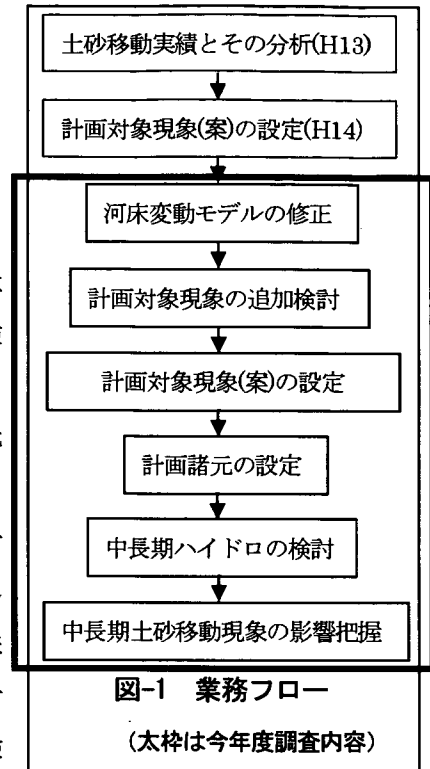 土砂移動実績とその分析(H13)
計画対象現象(案)の設定(H14)
河床変動モデルの修正
計画対象現象の追加検討
計画対象現象(案)の設定
計画諸元の設定
中長期ハイドロの検討
中長期土砂移動現象の影響把握
図-1 業務フロー
(太枠は今年度調査内容)